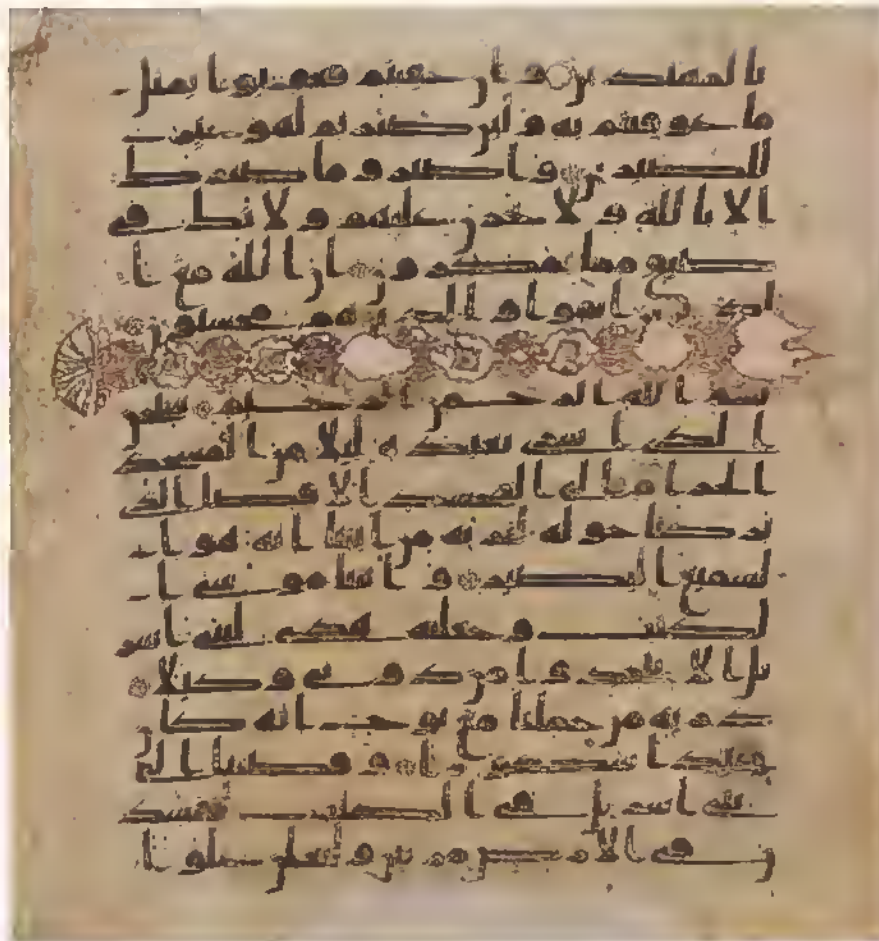 بالمهتدين وان عاقبتم فعاقبوا بمثل
ما عوقبتم به ولئن صبرتم لهو خير
للصبرين واصبر وما صبرك
الا بالله ولا تحزن عليهم ولا تك في
ضيق مما يمكرون ان الله مع ا
لذين اتقوا والذين هم محسنون
بسم الله الرحمن الرحيم سبحن
الذي اسرى بعبده ليلا من المسجد
الحرام الى المسجد الاقصا الذ
ي بركنا حوله لنريه من ايتنا انه هو ا
لسميع البصير واتينا موسى ا
لكتب وجعلنه هدى لبني اسر
يل الا تتخذوا من دوني وكيلا
ذرية من حملنا مع نوح انه كان
عبدا شكورا وقضينا الى
بني اسريل في الكتب لتفسد
ن في الارض مرتين ولتعلن علوا